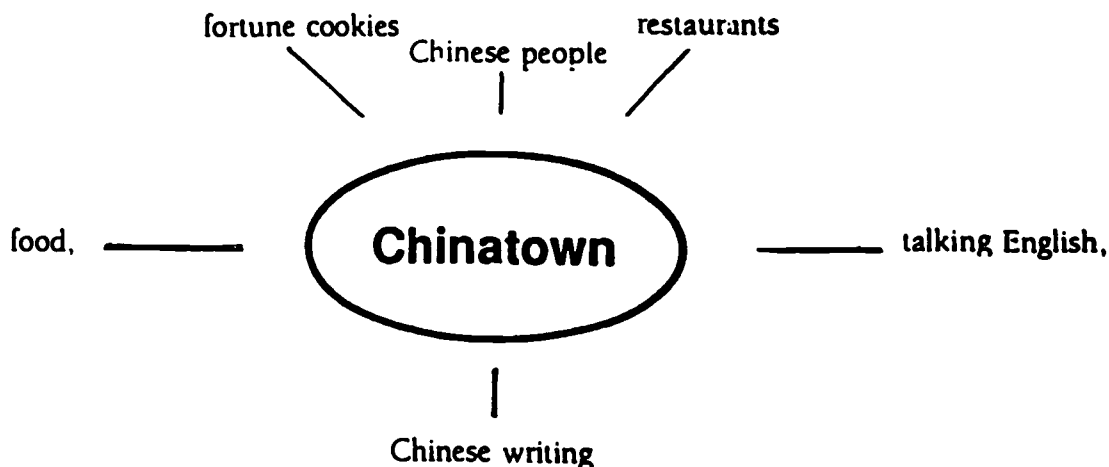 fortune cookies
Chinese people
restaurants
food,
Chinatown
talking English,
Chinese writing